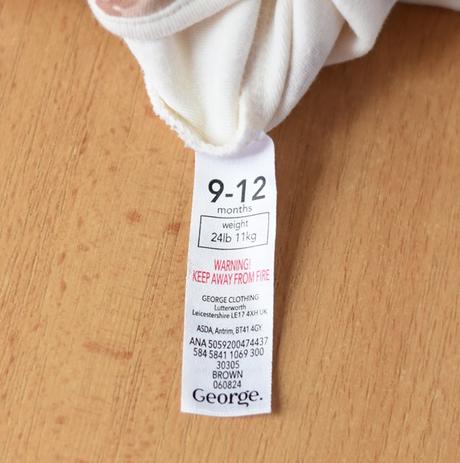 9-12
months
weight
24lb 11kg
WARNING!
KEEP AWAY FROM FIRE
GEORGE CLOTHING
Lutterworth
Leicestershire LE17 4XH UK
ASDA, Antrim, BT41 4GY
ANA 5059200474437
584 5841 1069 300
30305
BROWN
060824
George.